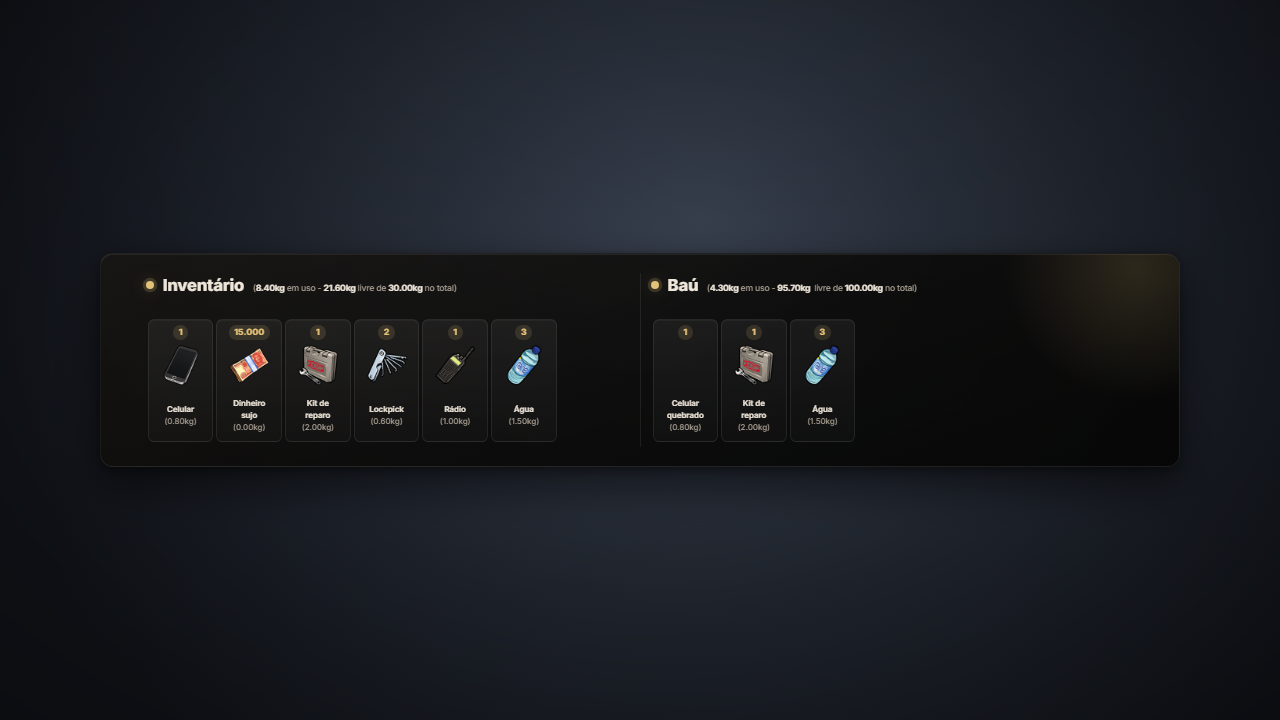 Inventário (8.40kg em uso - 21.60kg livre de 30.00kg no total)
1
Celular
(0.80kg)
15.000
Dinheiro
sujo
(0.00kg)
1
Kit de
reparo
(2.00kg)
2
Lockpick
(0.60kg)
1
Rádio
(1.00kg)
3
Água
(1.50kg)
Baú (4.30kg em uso - 95.70kg livre de 100.00kg no total)
1
Celular
quebrado
(0.80kg)
1
Kit de
reparo
(2.00kg)
3
Água
(1.50kg)